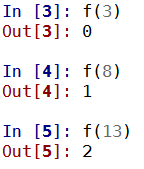 In [3]: f(3)
Out[3]: 0
In [4]: f(8)
Out[4]: 1
In [5]: f(13)
Out[5]: 2